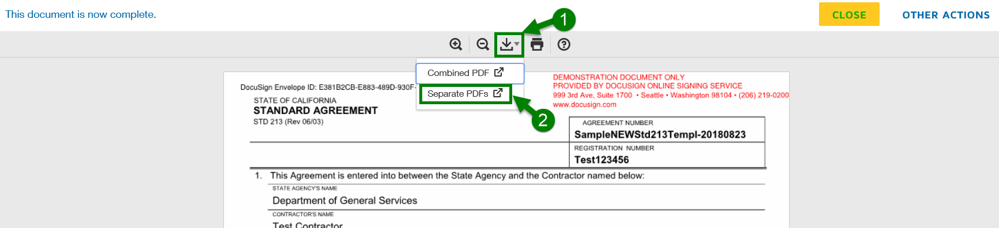 This document is now complete.
CLOSE
OTHER ACTIONS
1
Combined PDF
Separate PDFs
2
DocuSign Envelope ID: E381B2CB-E883-489D-930F-
DEMONSTRATION DOCUMENT ONLY
PROVIDED BY DOCUSIGN ONLINE SIGNING SERVICE
999 3rd Ave, Suite 1700 • Seattle • Washington 98104 • (206) 219-0200
www.docusign.com
STATE OF CALIFORNIA
STANDARD AGREEMENT
STD 213 (Rev 06/03)
AGREEMENT NUMBER
SampleNEWStd213Templ-20180823
REGISTRATION NUMBER
Test123456
1. This Agreement is entered into between the State Agency and the Contractor named below:
STATE AGENCY'S NAME
Department of General Services
CONTRACTOR'S NAME
Test Contractor